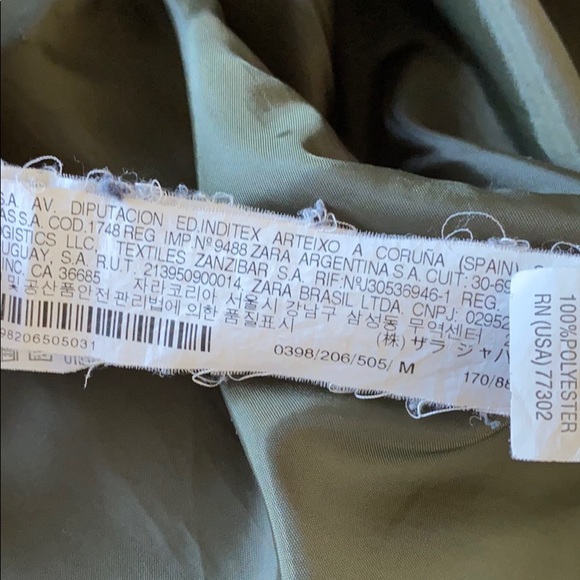 S.A. AV. DIPUTACION ED.INDITEX ARTEIXO A CORUÑA (SPAIN)
ASSA. COD.1748 REG IMP.Nº9488 ZARA ARGENTINA S.A. CUIT: 30-69
GISTICS LLC. TEXTILES ZANZIBAR S.A. RIF:NºJ30536946-1 REG
UGUAY. S.A. R.U.T. 213950900014. ZARA BRASIL LTDA. CNPJ: 02952
INC. CA 36685 자라코리아 서울시 강남구 삼성동 무역센터
공산품안전관리법에 의한 품질표시 (株) ザラ ジャパ
98206505031
0398/206/505/ M
170/88
100%POLYESTER
RN (USA) 77302